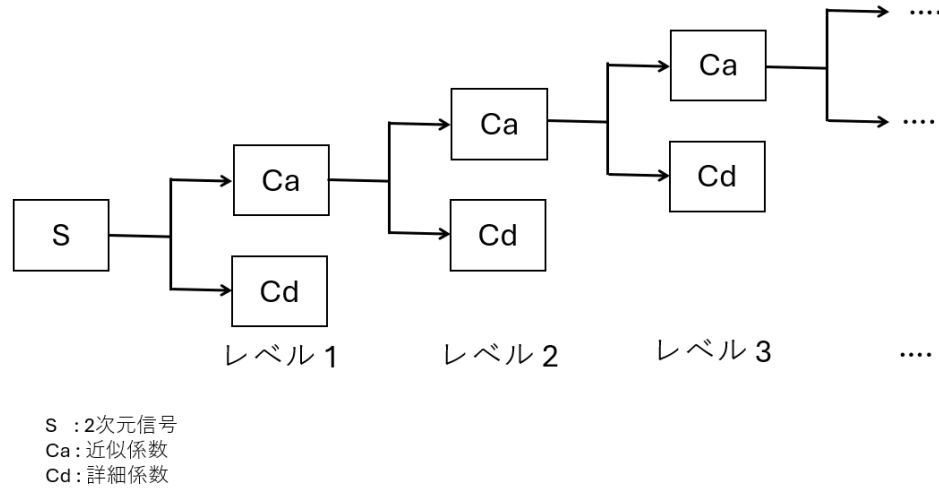 ....
Ca
....
Ca
Cd
Ca
Cd
S
Cd
レベル1
レベル2
レベル3
....
S :2次元信号
Ca:近似係数
Cd:詳細係数